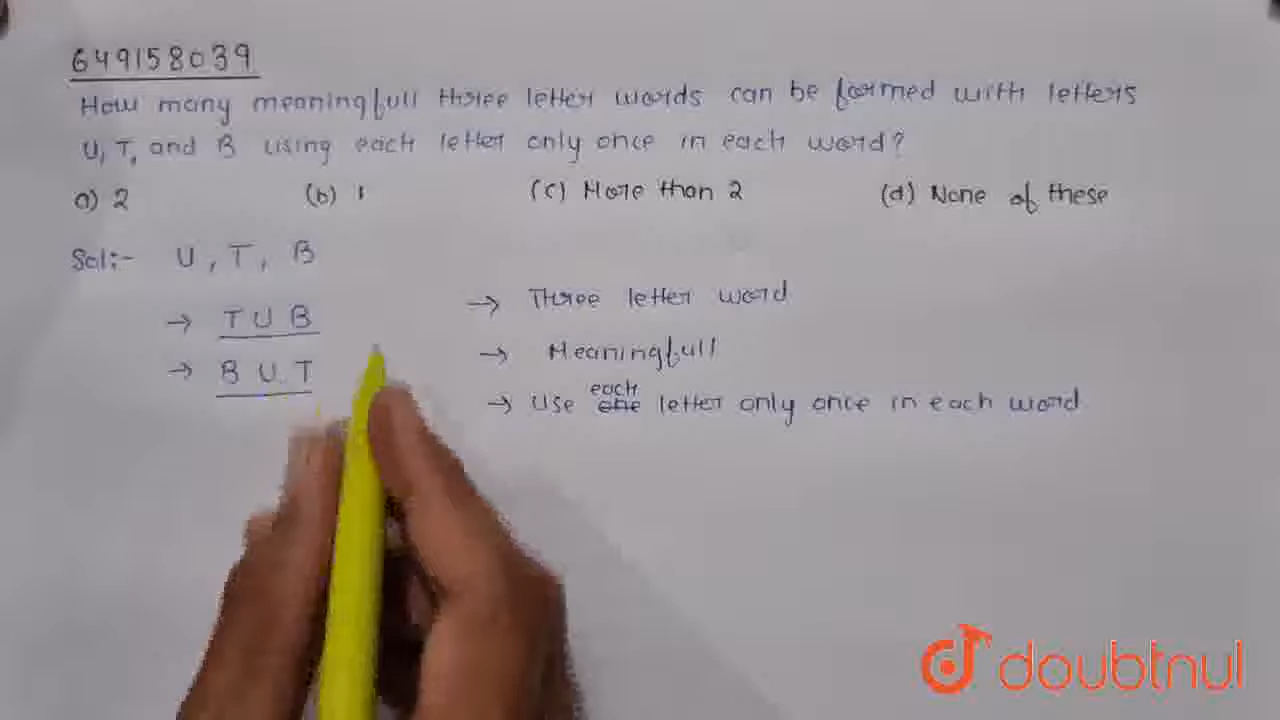 649158039
How many meaningfull three letter words can be formed with letters
U, T, and B using each letter only once in each word?
a) 2 (b) 1 (c) More than 2 (d) None of these
Sol:- U, T, B
→ T U B → Three letter word
→ B U T → Meaningfull
each
→ Use one letter only once in each word
doubtnut